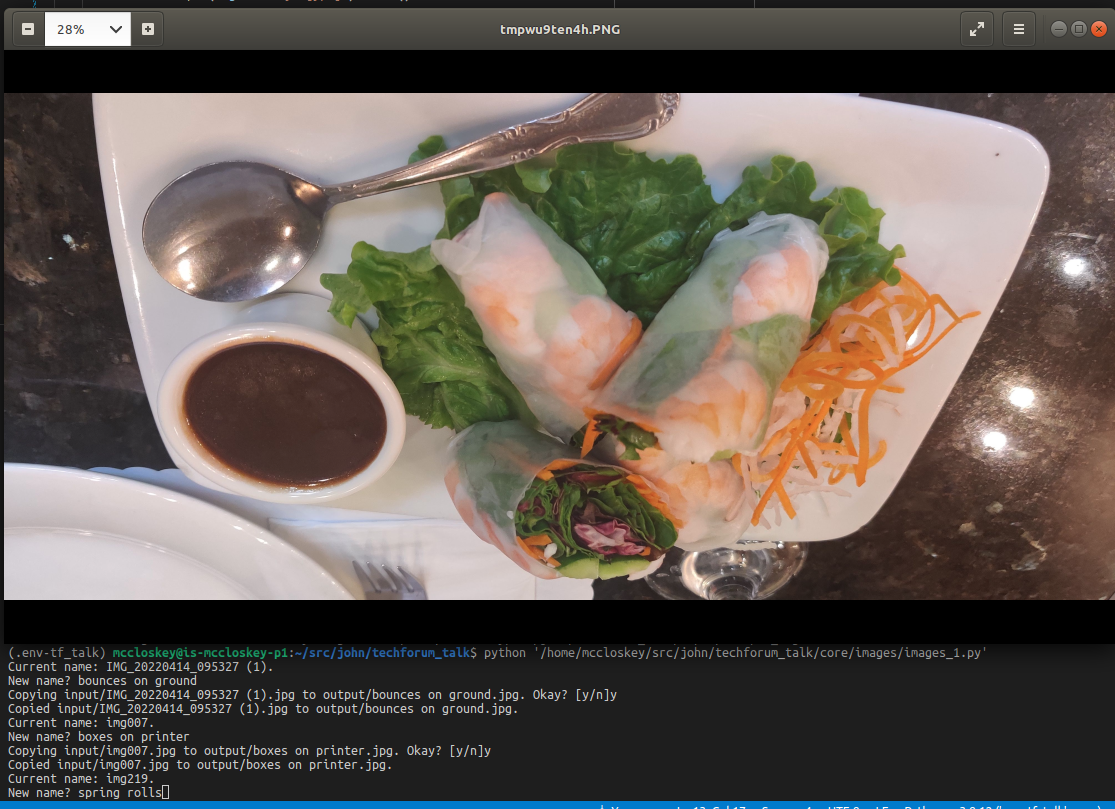 28%
tmpwu9ten4h.PNG
(.env-tf_talk) mccloskey@is-mccloskey-p1:~/src/john/techforum_talk$ python '/home/mccloskey/src/john/techforum_talk/core/images/images_1.py'
Current name: IMG_20220414_095327 (1).
New name? bounces on ground
Copying input/IMG_20220414_095327 (1).jpg to output/bounces on ground.jpg. Okay? [y/n]y
Copied input/IMG_20220414_095327 (1).jpg to output/bounces on ground.jpg.
Current name: img007.
New name? boxes on printer
Copying input/img007.jpg to output/boxes on printer.jpg. Okay? [y/n]y
Copied input/img007.jpg to output/boxes on printer.jpg.
Current name: img219.
New name? spring rolls